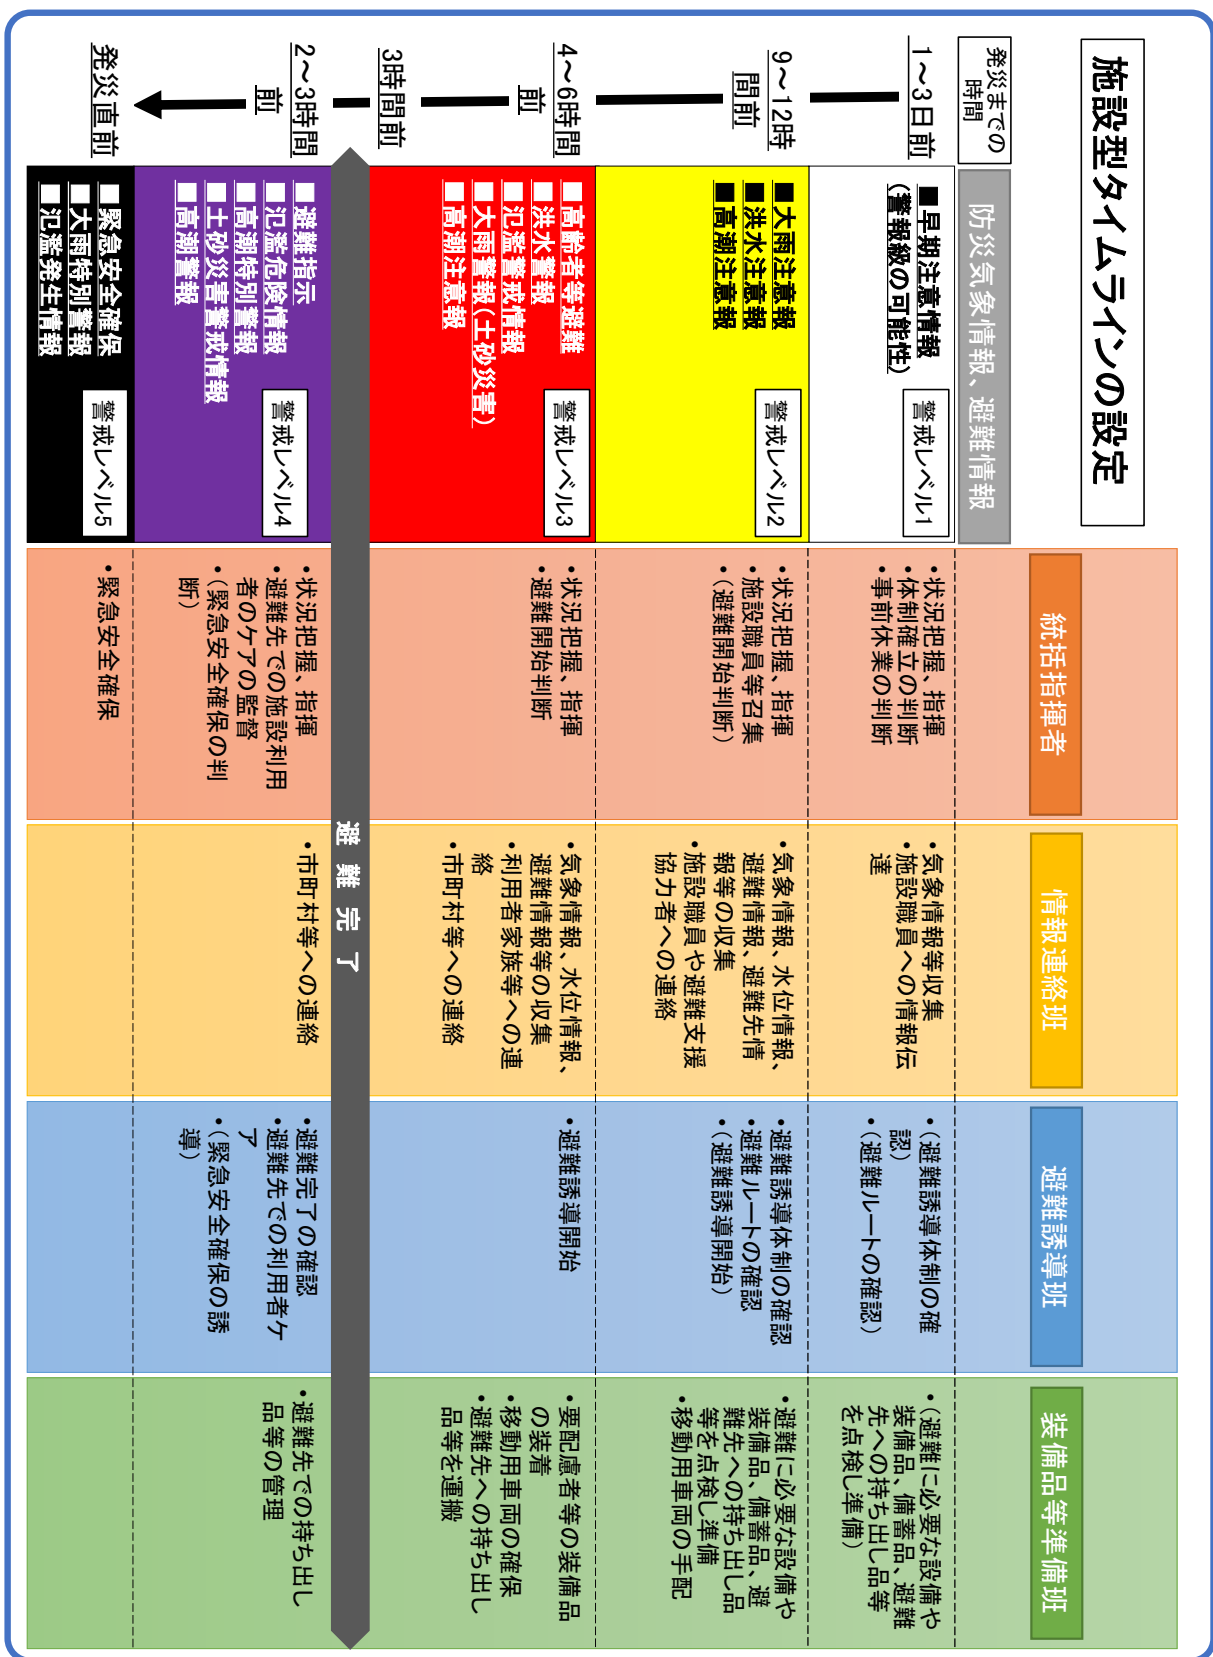 施設型タイムラインの設定
発災までの
時間
防災気象情報、避難情報
統括指揮者
情報連絡班
避難誘導班
装備品等準備班
1～3日前
■早期注意情報
(警報級の可能性)
警戒レベル1
・状況把握、指揮
・体制確立の判断
・事前休業の判断
・気象情報等収集
・施設職員への情報伝
達
・(避難誘導体制の確
認)
・(避難ルートの確認)
・(避難に必要な設備や
装備品、備蓄品、避難
先への持ち出し品等
を点検し準備)
9～12時
間前
■大雨注意報
■洪水注意報
■高潮注意報
警戒レベル2
・状況把握、指揮
・施設職員等召集
・(避難開始判断)
・気象情報、水位情報、
避難情報、避難先情
報等の収集
・施設職員や避難支援
協力者への連絡
・避難誘導体制の確認
・避難ルートの確認
・(避難誘導開始)
・避難に必要な設備や
装備品、備蓄品、避
難先への持ち出し品
等を点検し準備
・移動用車両の手配
4～6時間
前
■高齢者等避難
■洪水警報
■氾濫警戒情報
■大雨警報(土砂災害)
■高潮注意報
警戒レベル3
・状況把握、指揮
・避難開始判断
・気象情報、水位情報、
避難情報等の収集
・利用者家族等への連
絡
・市町村等への連絡
・避難誘導開始
・要配慮者等の装備品
の装着
・移動用車両の確保
・避難先への持ち出し
品等を運搬
3時間前
避難完了
2～3時間
前
■避難指示
■氾濫危険情報
■高潮特別警報
■土砂災害警戒情報
■高潮警報
警戒レベル4
・状況把握、指揮
・避難先での施設利用
者のケアの監督
・(緊急安全確保の判
断)
・市町村等への連絡
・避難完了の確認
・避難先での利用者ケ
ア
・(緊急安全確保の誘
導)
・避難先での持ち出し
品等の管理
発災直前
■緊急安全確保
■大雨特別警報
■氾濫発生情報
警戒レベル5
・緊急安全確保